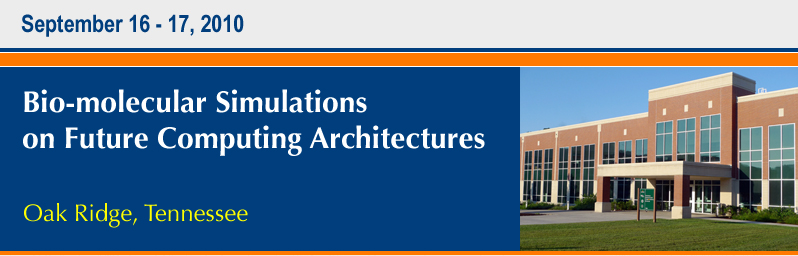 September 16 - 17, 2010
Bio-molecular Simulations
on Future Computing Architectures
Oak Ridge, Tennessee